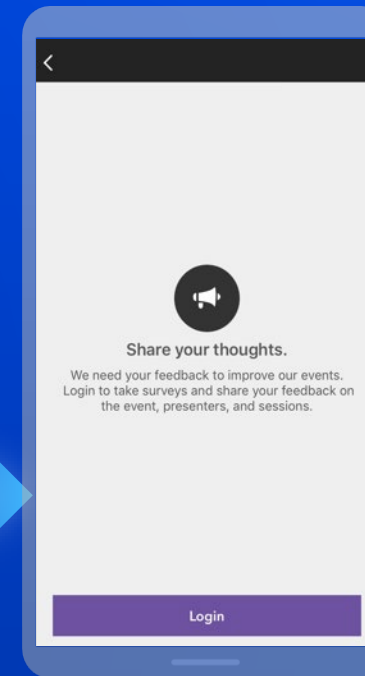 Share your thoughts.
We need your feedback to improve our events.
Login to take surveys and share your feedback on
the event, presenters, and sessions.
Login